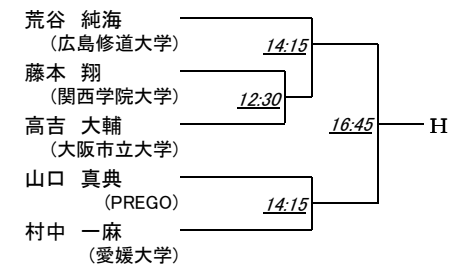 荒谷 純海
(広島修道大学)
14:15
藤本 翔
(関西学院大学)
12:30
高吉 大輔
(大阪市立大学)
16:45
H
山口 真典
(PREGO)
14:15
村中 一麻
(愛媛大学)